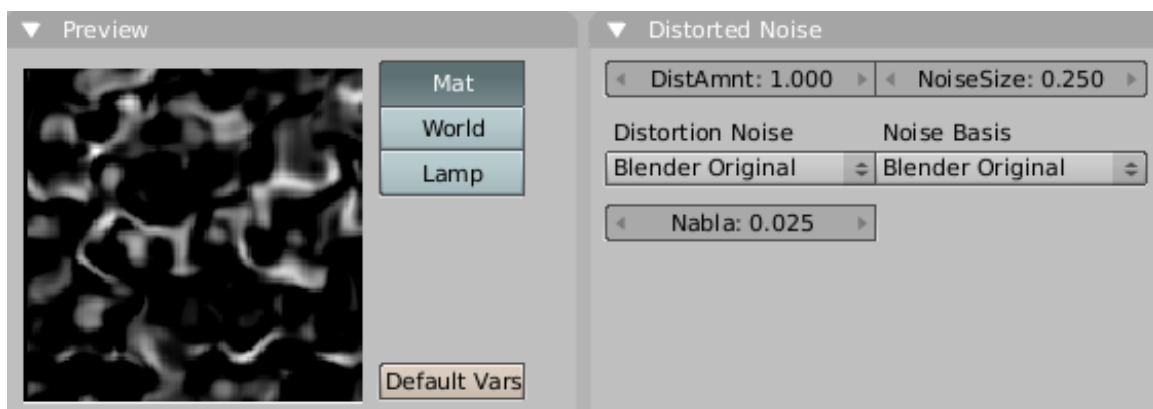 Preview
Mat
World
Lamp
Default Vars
Distorted Noise
DistAmnt: 1.000 NoiseSize: 0.250
Distortion Noise Noise Basis
Blender Original Blender Original
Nabla: 0.025